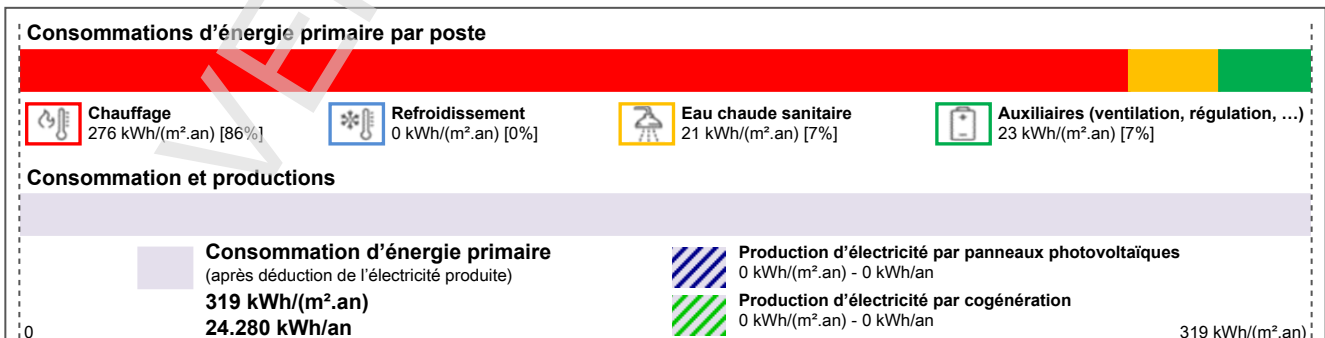 Consommations d’énergie primaire par poste
Chauffage
276 kWh/(m².an) [86%]
Refroidissement
0 kWh/(m².an) [0%]
Eau chaude sanitaire
21 kWh/(m².an) [7%]
Auxiliaires (ventilation, régulation, …)
23 kWh/(m².an) [7%]
Consommation et productions
Consommation d’énergie primaire
(après déduction de l’électricité produite)
319 kWh/(m².an)
24.280 kWh/an
Production d’électricité par panneaux photovoltaïques
0 kWh/(m².an) - 0 kWh/an
Production d’électricité par cogénération
0 kWh/(m².an) - 0 kWh/an
0
319 kWh/(m².an)